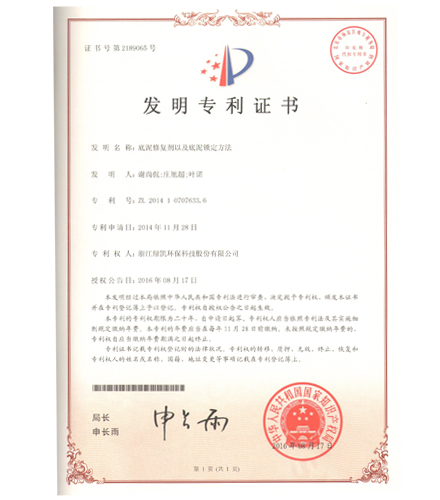 证书号第2189065号
发明专利证书
发 明 名 称：底泥修复剂以及底泥锁定方法
发 明 人：谢尚侃;庄旭超;叶诺
专 利 号：ZL 2014 1 0707633.6
专利申请日：2014年11月28日
专 利 权 人：浙江绿凯环保科技股份有限公司
授权公告日：2016年08月17日
本发明经过本局依照中华人民共和国专利法进行审查，决定授予专利权，颁发本证书
并在专利登记簿上予以登记。专利权自授权公告之日起生效。
本专利的专利权期限为二十年，自申请日起算。专利权人应当依照专利法及其实施细
则规定缴纳年费。本专利的年费应当在每年11月28日前缴纳。未按照规定缴纳年费的，
专利权自应当缴纳年费期满之日起终止。
专利证书记载专利权登记时的法律状况。专利权的转移、质押、无效、终止、恢复和
专利权人的姓名或名称、国籍、地址变更等事项记载在专利登记簿上。
局长
申长雨
申长雨
中华人民共和国国家知识产权局
2016年08月17日
第 1 页 (共 1 页)